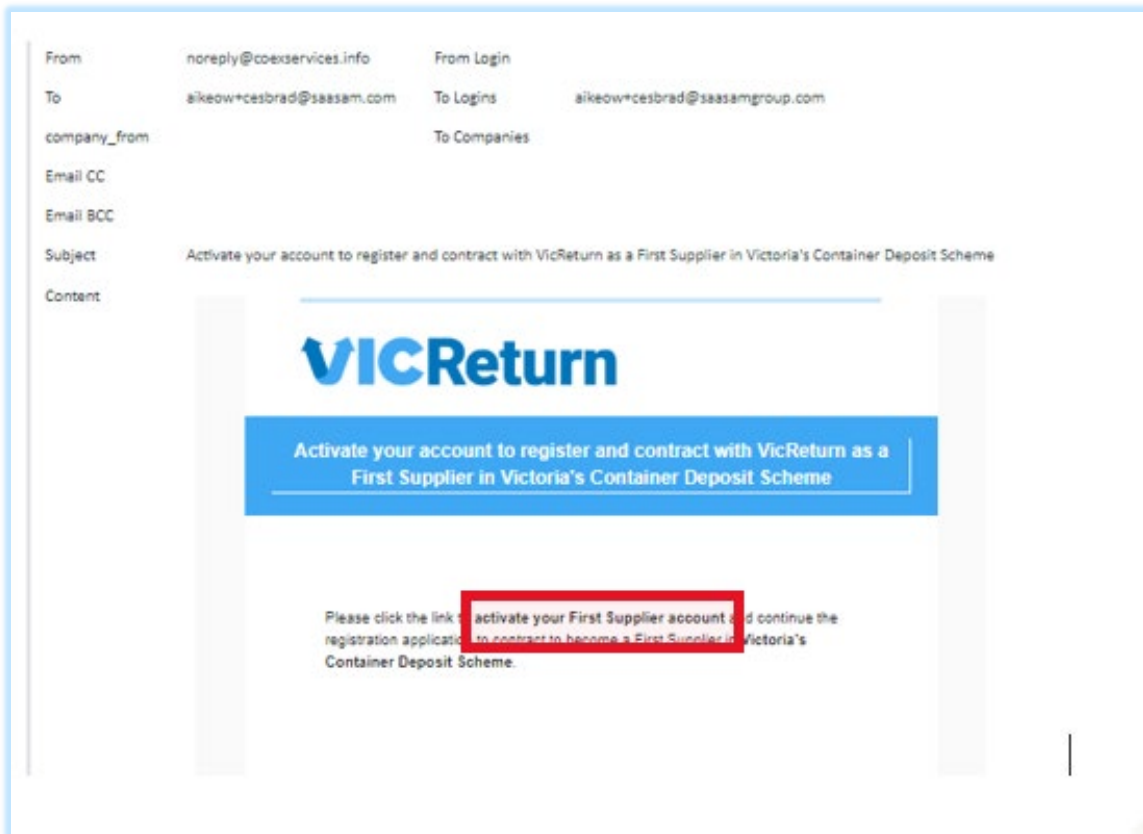 From noreply@coexservices.info From Login
To aikeow+cesbrad@saasam.com To Logins aikeow+cesbrad@saasamgroup.com
company_from To Companies
Email CC
Email BCC
Subject Activate your account to register and contract with VicReturn as a First Supplier in Victoria's Container Deposit Scheme
Content
VICReturn
Activate your account to register and contract with VicReturn as a
First Supplier in Victoria's Container Deposit Scheme
Please click the link activate your First Supplier account continue the
registration to contract to become a First Supplier in Victoria's
Container Deposit Scheme.